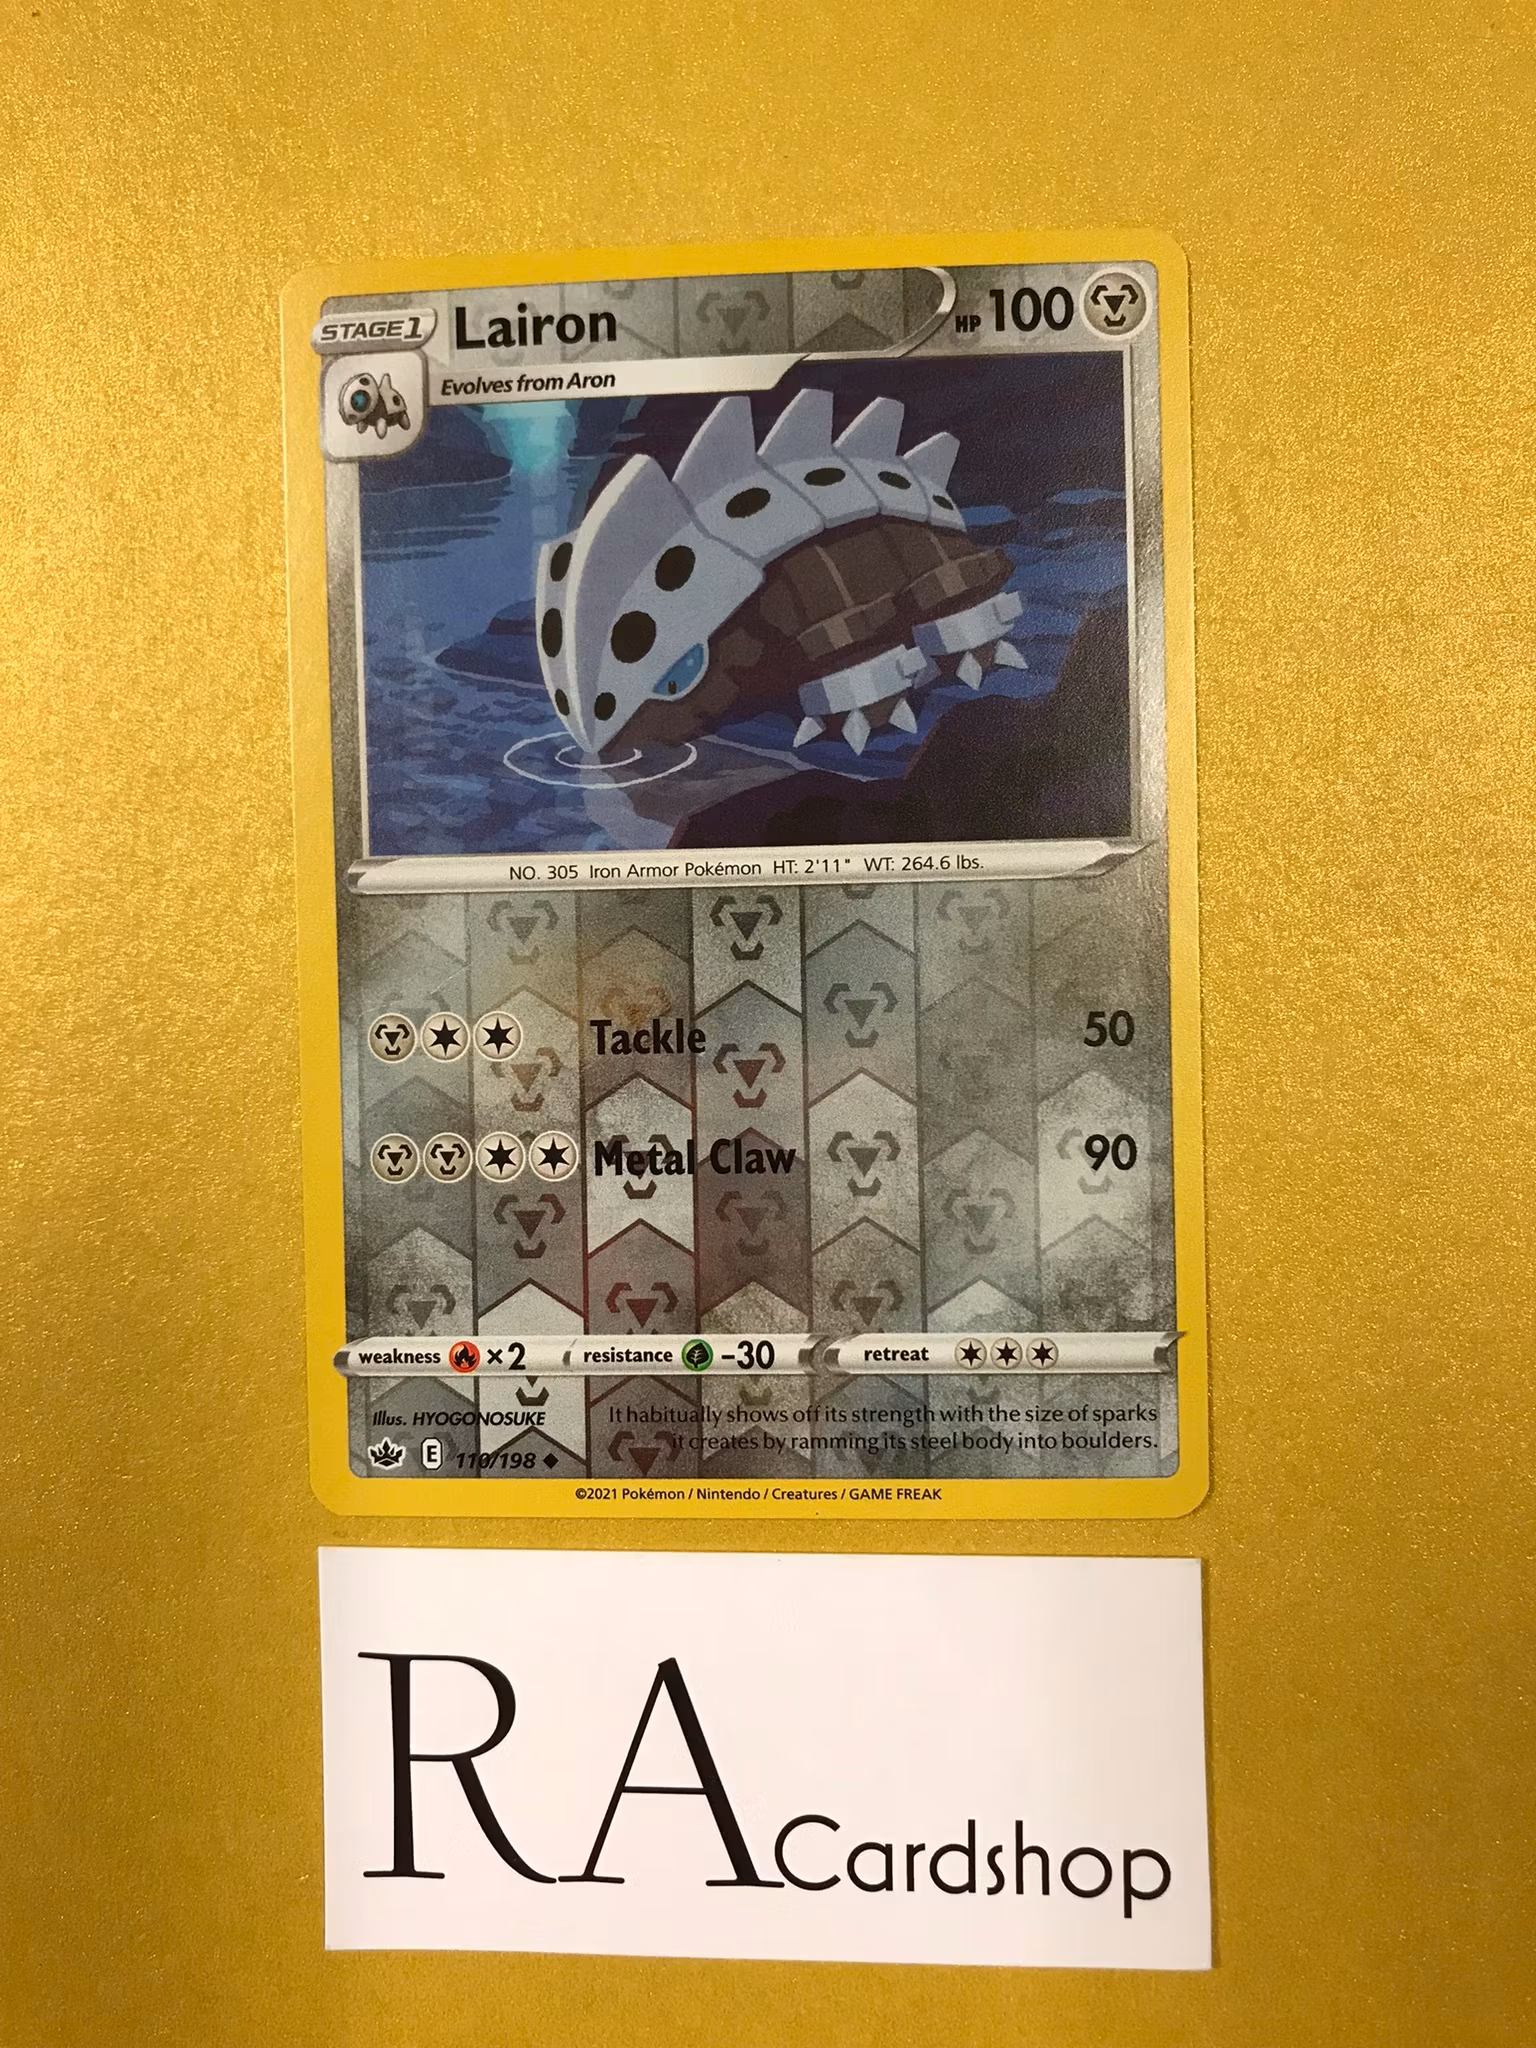 STAGE 1 Lairon HP 100
Evolves from Aron
NO. 305 Iron Armor Pokémon HT: 2'11" WT: 264.6 lbs.
Tackle 50
Metal Claw 90
weakness ×2 resistance -30 retreat
Illus. HYOGONOSUKE
It habitually shows off its strength with the size of sparks
it creates by ramming its steel body into boulders.
E 110/198
©2021 Pokémon / Nintendo / Creatures / GAME FREAK
RA Cardshop